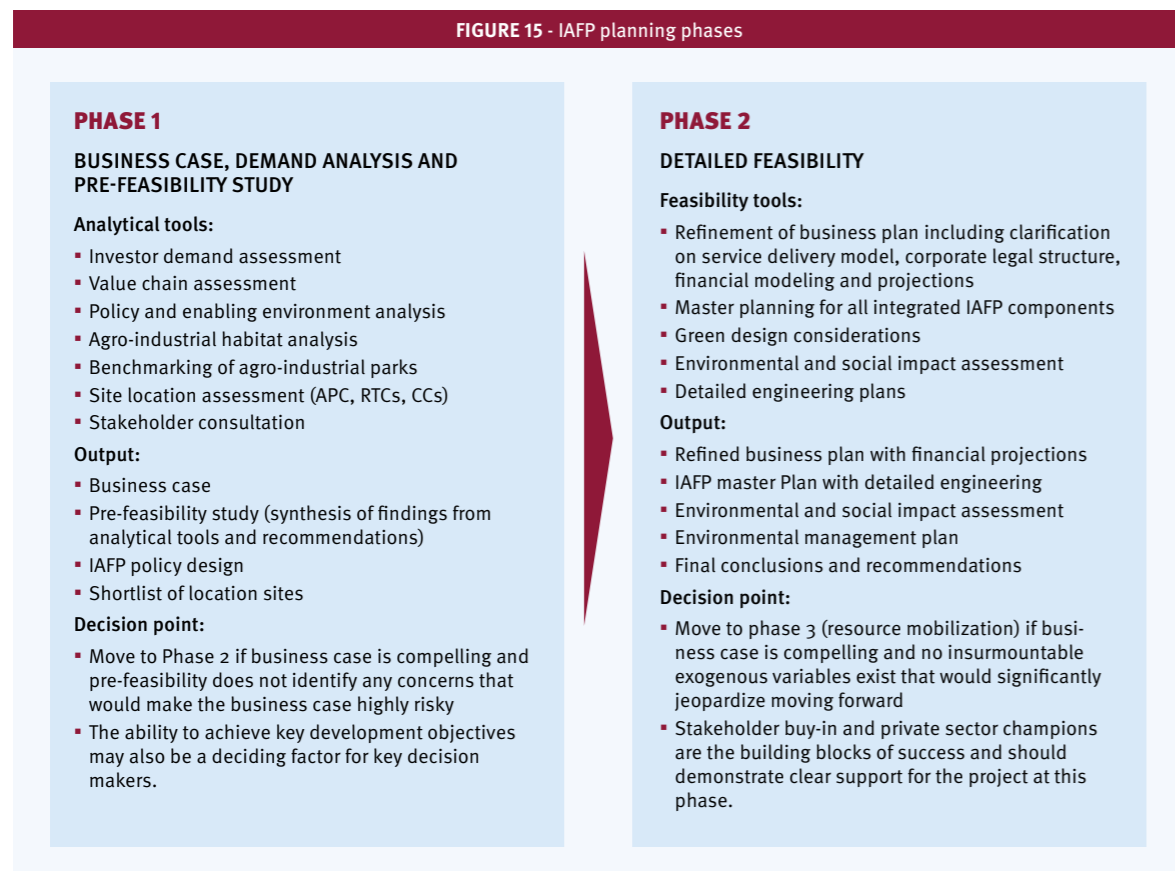 FIGURE 15 - IAFP planning phases
PHASE 1
BUSINESS CASE, DEMAND ANALYSIS AND
PRE-FEASIBILITY STUDY
Analytical tools:
▪ Investor demand assessment
▪ Value chain assessment
▪ Policy and enabling environment analysis
▪ Agro-industrial habitat analysis
▪ Benchmarking of agro-industrial parks
▪ Site location assessment (APC, RTCs, CCs)
▪ Stakeholder consultation
Output:
▪ Business case
▪ Pre-feasibility study (synthesis of findings from
analytical tools and recommendations)
▪ IAFP policy design
▪ Shortlist of location sites
Decision point:
▪ Move to Phase 2 if business case is compelling and
pre-feasibility does not identify any concerns that
would make the business case highly risky
▪ The ability to achieve key development objectives
may also be a deciding factor for key decision
makers.
PHASE 2
DETAILED FEASIBILITY
Feasibility tools:
▪ Refinement of business plan including clarification
on service delivery model, corporate legal structure,
financial modeling and projections
▪ Master planning for all integrated IAFP components
▪ Green design considerations
▪ Environmental and social impact assessment
▪ Detailed engineering plans
Output:
▪ Refined business plan with financial projections
▪ IAFP master Plan with detailed engineering
▪ Environmental and social impact assessment
▪ Environmental management plan
▪ Final conclusions and recommendations
Decision point:
▪ Move to phase 3 (resource mobilization) if busi-
ness case is compelling and no insurmountable
exogenous variables exist that would significantly
jeopardize moving forward
▪ Stakeholder buy-in and private sector champions
are the building blocks of success and should
demonstrate clear support for the project at this
phase.